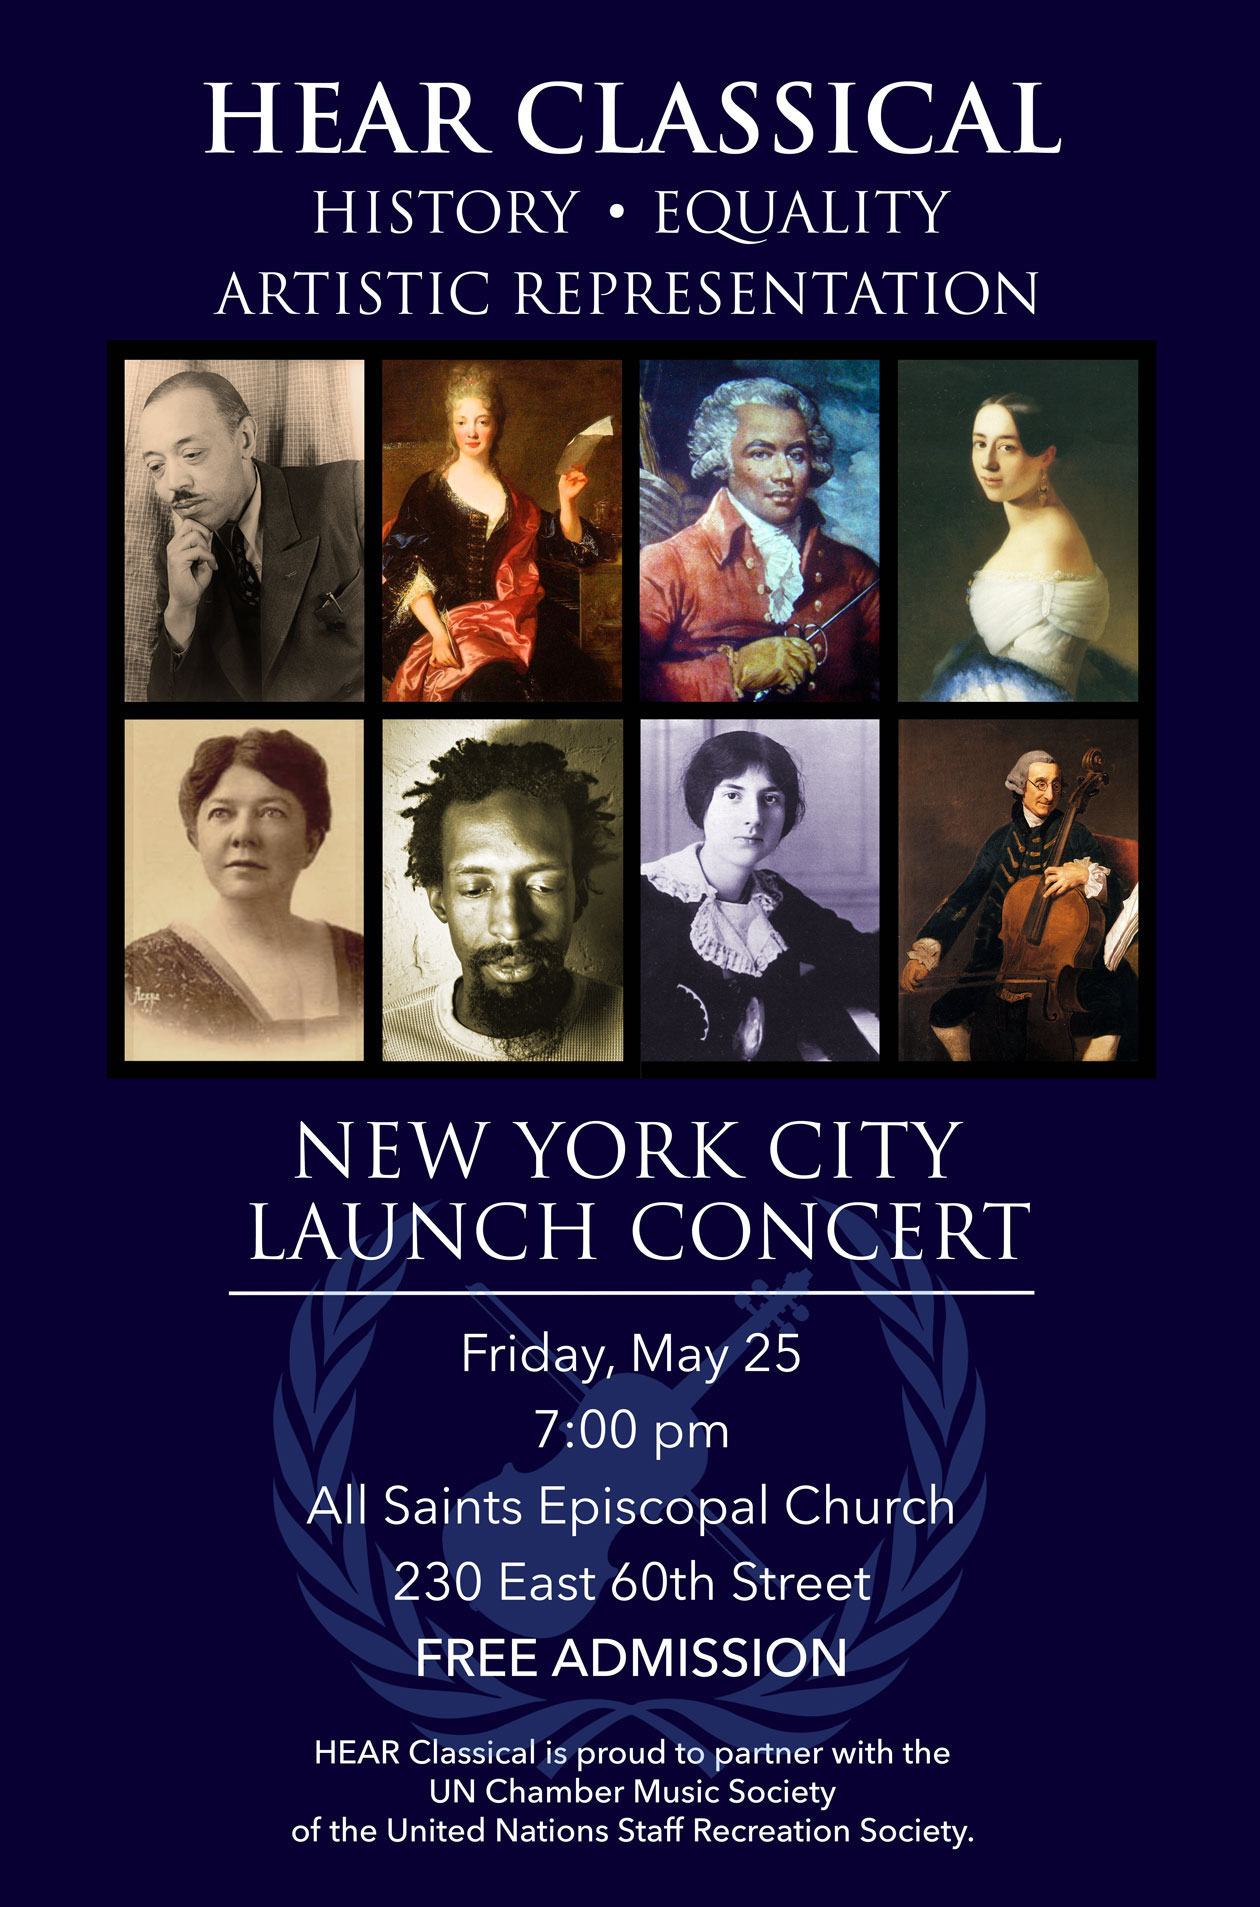 HEAR CLASSICAL
HISTORY • EQUALITY
ARTISTIC REPRESENTATION
NEW YORK CITY
LAUNCH CONCERT
Friday, May 25
7:00 pm
All Saints Episcopal Church
230 East 60th Street
FREE ADMISSION
HEAR Classical is proud to partner with the
UN Chamber Music Society
of the United Nations Staff Recreation Society.